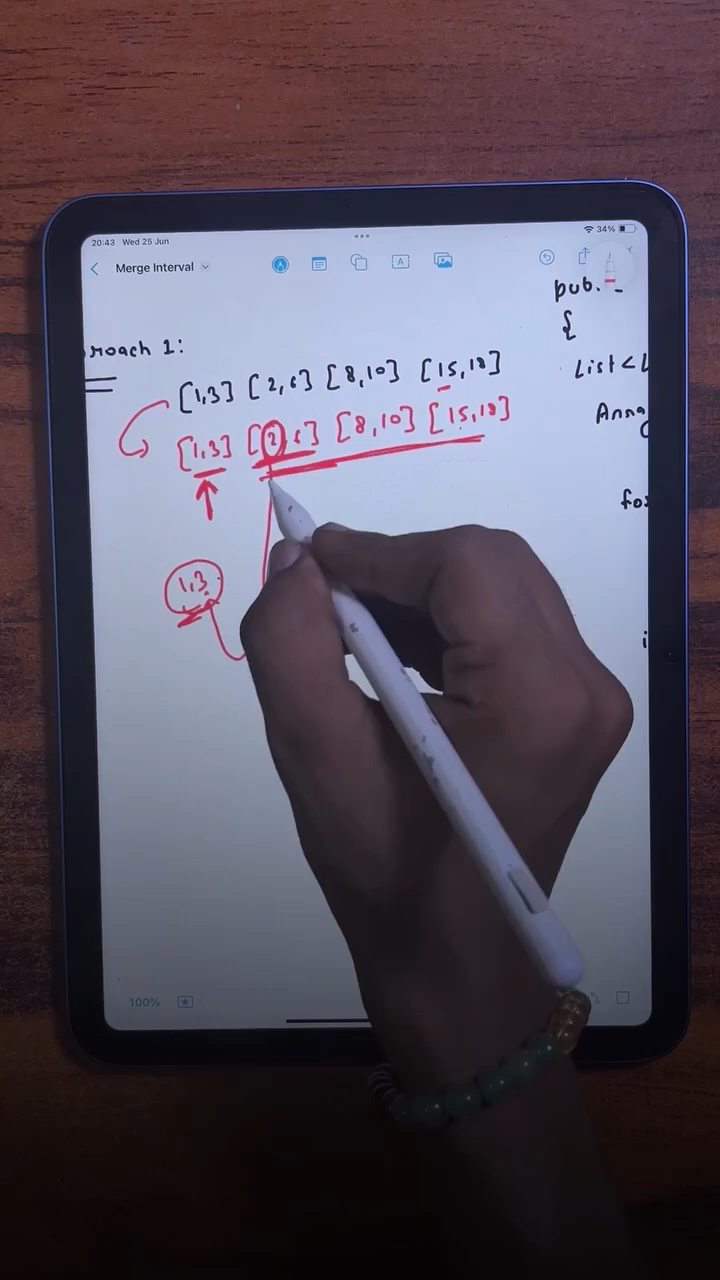 20:43 Wed 25 Jun
34%
Merge Interval
roach 1:
[1,3] [2,6] [8,10] [15,18]
[1,3] [2,6] [8,10] [15,18]
1,3
pub.
{
List<L
Arra
for
i
100%